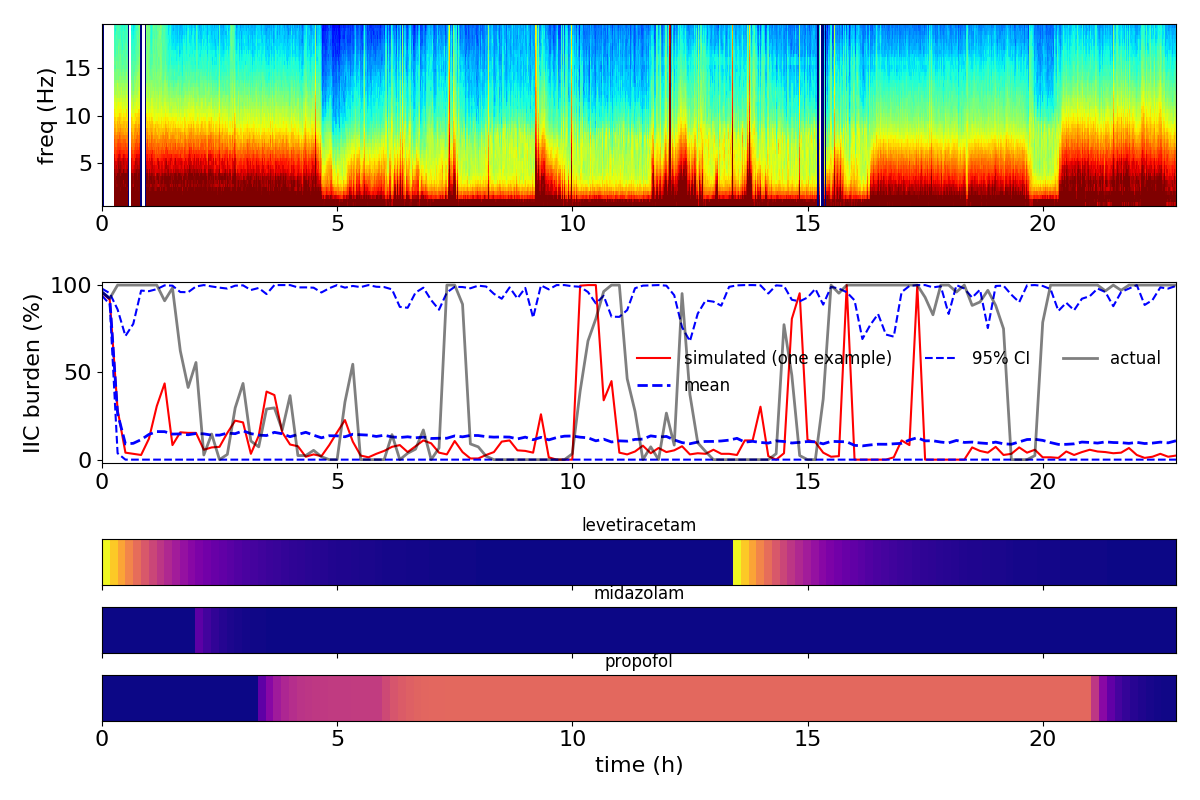 freq (Hz)
15
10
5
0 5 10 15 20
IIC burden (%)
100
50
0
simulated (one example) 95% CI actual
mean
0 5 10 15 20
levetiracetam
midazolam
propofol
0 5 10 15 20
time (h)